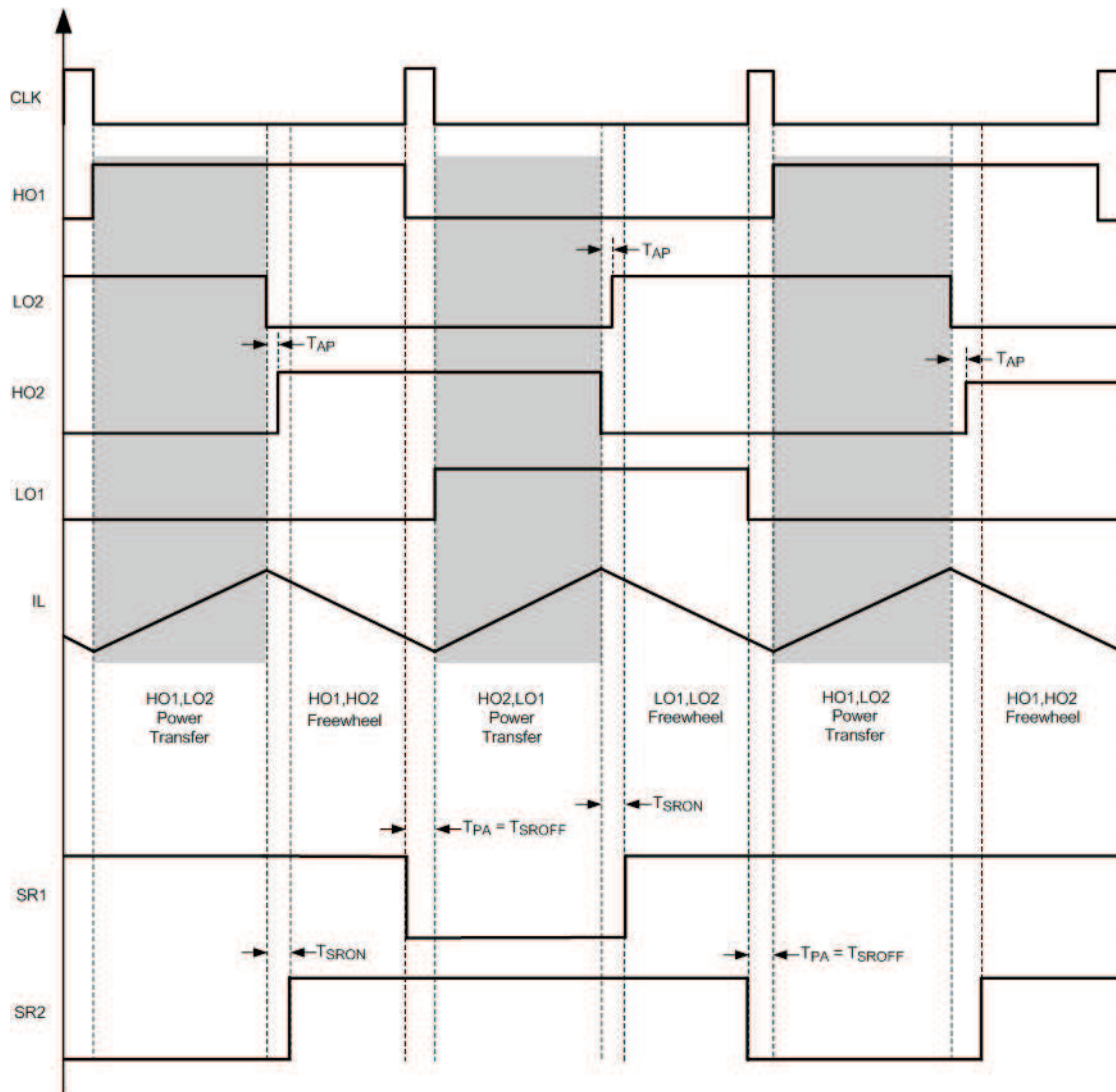 CLK
HO1
TAP
LO2
TAP
HO2
TAP
LO1
IL
HO1,LO2
Power
Transfer
HO1,HO2
Freewheel
HO2,LO1
Power
Transfer
LO1,LO2
Freewheel
HO1,LO2
Power
Transfer
HO1,HO2
Freewheel
TSRON
TPA = TSROFF
SR1
TSRON
TPA = TSROFF
SR2